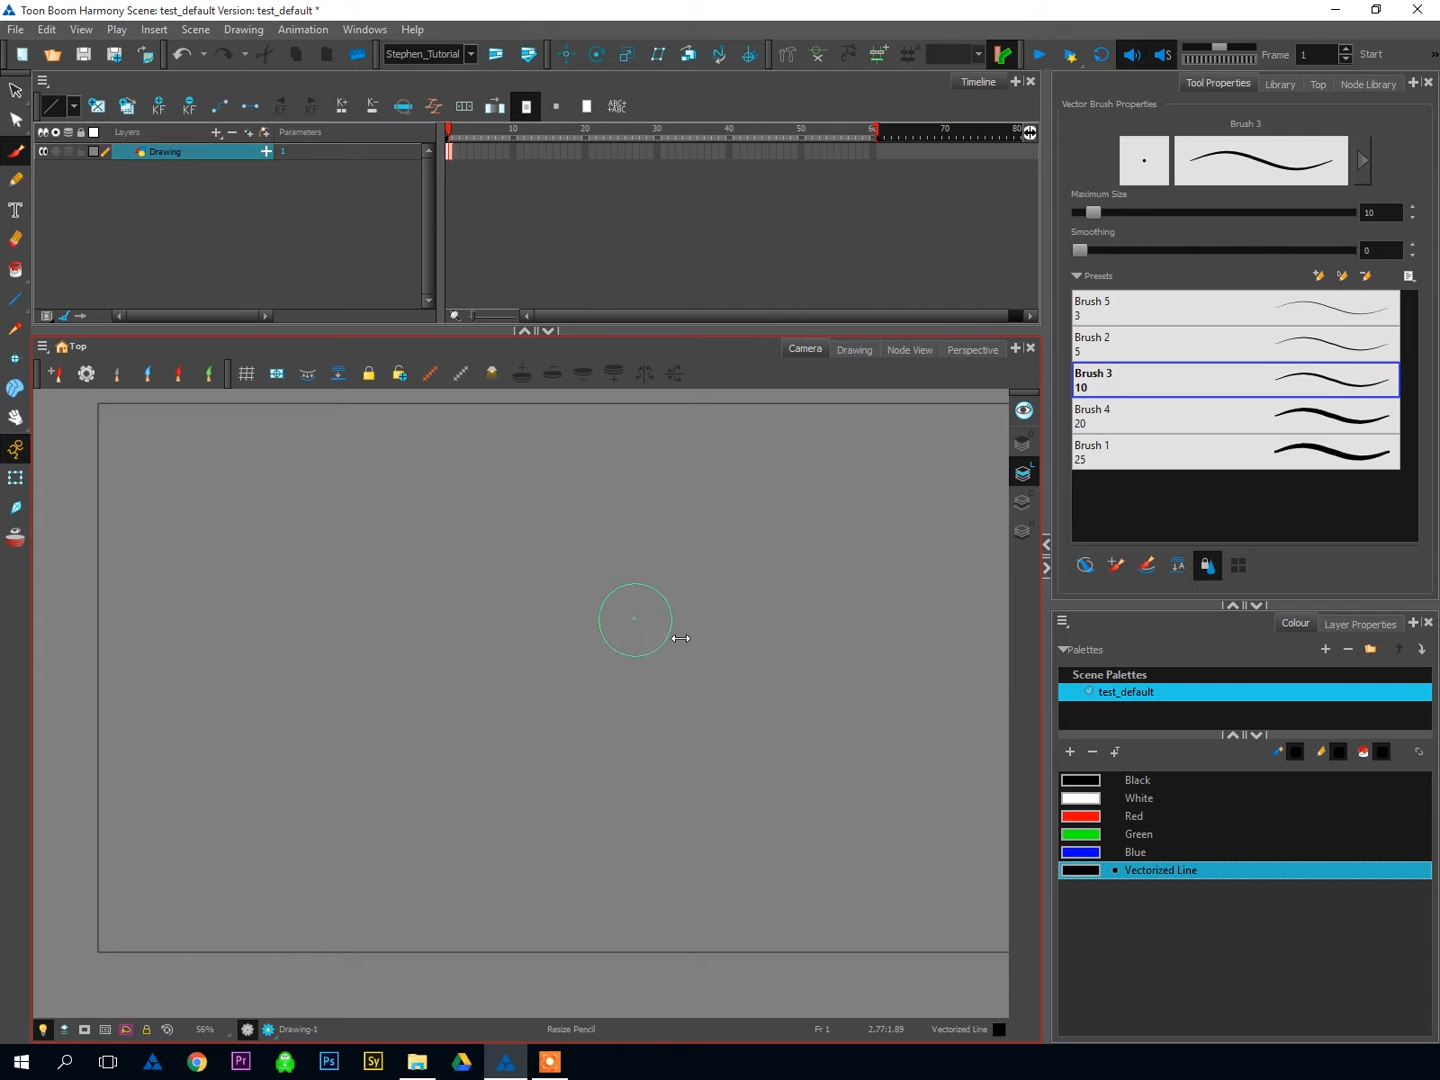 Toon Boom Harmony Scene: test_default Version: test_default *
File Edit View Play Insert Scene Drawing Animation Windows Help
Stephen_Tutorial Frame 1 Start
Timeline
Tool Properties Library Top Node Library
Vector Brush Properties
Brush 3
Layers Parameters 10 20 30 40 50 60 70 80
Drawing 1
Maximum Size
10
Smoothing
0
Presets
Brush 5
3
Brush 2
5
Brush 3
10
Brush 4
20
Brush 1
25
Top
Camera Drawing Node View Perspective
Colour Layer Properties
Palettes
Scene Palettes
test_default
Black
White
Red
Green
Blue
Vectorized Line
56% Drawing-1 Resize Pencil Fr 1 2.77:1.89 Vectorized Line
Pr Ps Sy